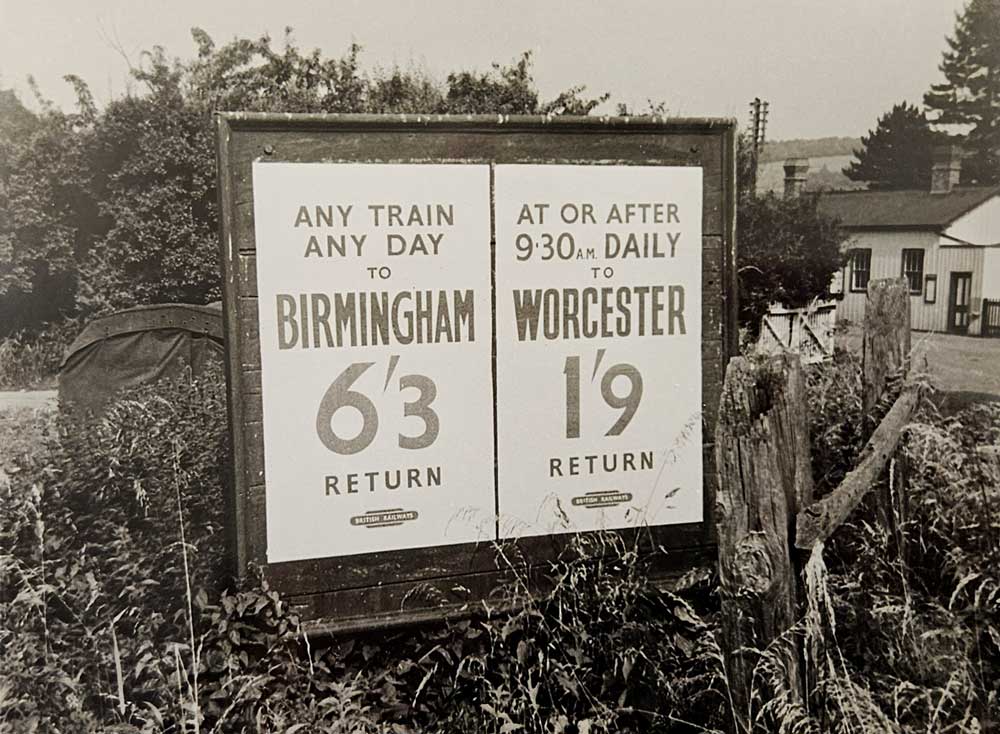 ANY TRAIN
ANY DAY
TO
BIRMINGHAM
6'3
RETURN
BRITISH RAILWAYS
AT OR AFTER
9·30 A.M. DAILY
TO
WORCESTER
1'9
RETURN
BRITISH RAILWAYS